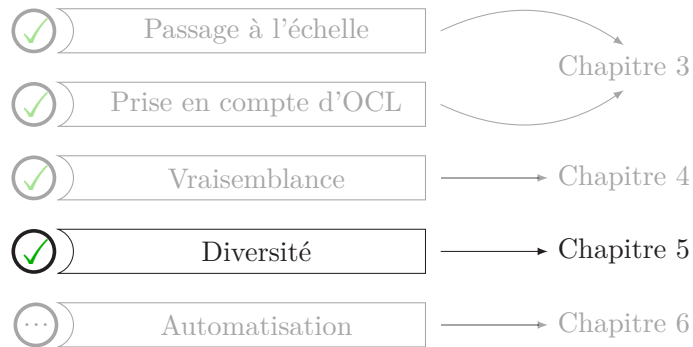 Passage à l'échelle
Chapitre 3
Prise en compte d'OCL
Vraisemblance
Chapitre 4
Diversité
Chapitre 5
...
Automatisation
Chapitre 6